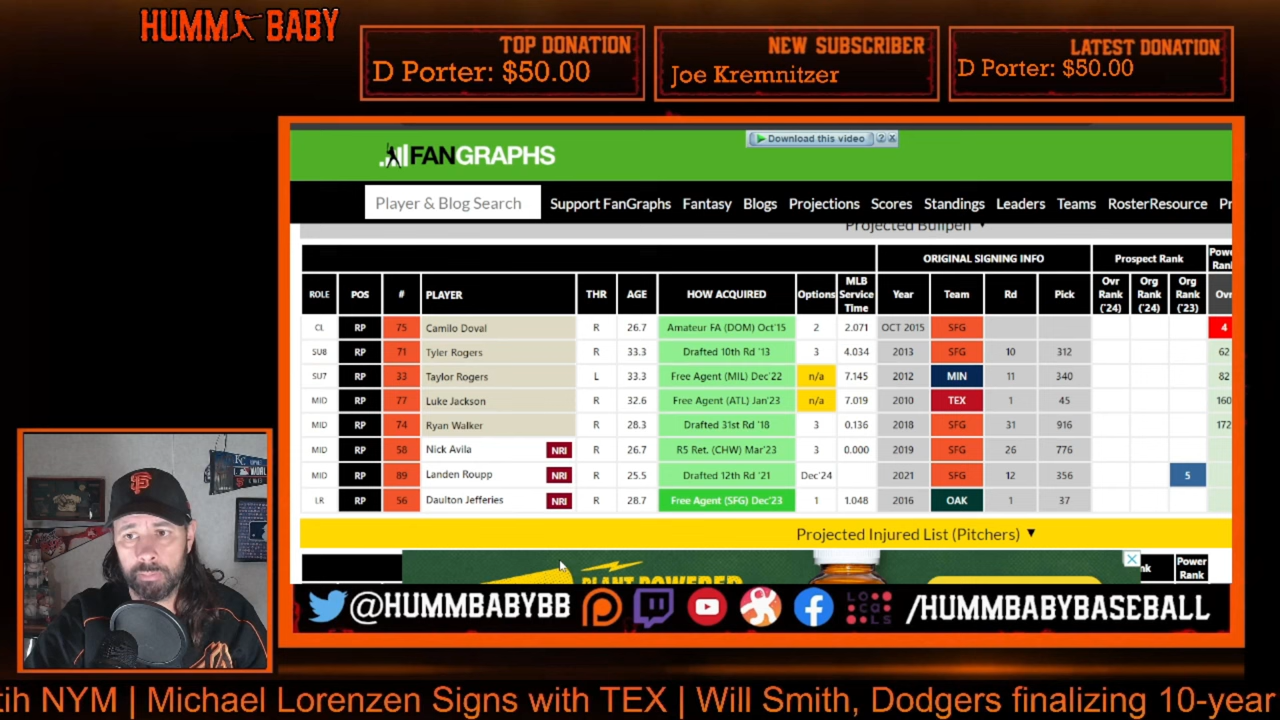 HUMM BABY
TOP DONATION
D Porter: $50.00
NEW SUBSCRIBER
Joe Kremnitzer
LATEST DONATION
D Porter: $50.00
Download this video
FANGRAPHS
Player & Blog Search Support FanGraphs Fantasy Blogs Projections Scores Standings Leaders Teams RosterResource Pr
Projected Bullpen ▼
ORIGINAL SIGNING INFO Prospect Rank Power Rank
ROLE POS # PLAYER THR AGE HOW ACQUIRED Options MLB Service Time Year Team Rd Pick Ovr Rank ('24) Org Rank ('24) Org Rank ('23) Ovr
CL RP 75 Camilo Doval R 26.7 Amateur FA (DOM) Oct'15 2 2.071 OCT 2015 SFG 4
SU8 RP 71 Tyler Rogers R 33.3 Drafted 10th Rd '13 3 4.034 2013 SFG 10 312 62
SU7 RP 33 Taylor Rogers L 33.3 Free Agent (MIL) Dec'22 n/a 7.145 2012 MIN 11 340 82
MID RP 77 Luke Jackson R 32.6 Free Agent (ATL) Jan'23 n/a 7.019 2010 TEX 1 45 160
MID RP 74 Ryan Walker R 28.3 Drafted 31st Rd '18 3 0.136 2018 SFG 31 916 172
MID RP 58 Nick Avila NRI R 26.7 R5 Ret. (CHW) Mar'23 3 0.000 2019 SFG 26 776
MID RP 89 Landen Roupp NRI R 25.5 Drafted 12th Rd '21 Dec'24 2021 SFG 12 356 5
LR RP 56 Daulton Jefferies NRI R 28.7 Free Agent (SFG) Dec'23 1 1.048 2016 OAK 1 37
Projected Injured List (Pitchers) ▼
nk Power Rank
PLANT POWERED
@HUMMBABYBB LOCALS /HUMMBABYBASEBALL
tih NYM | Michael Lorenzen Signs with TEX | Will Smith, Dodgers finalizing 10-year